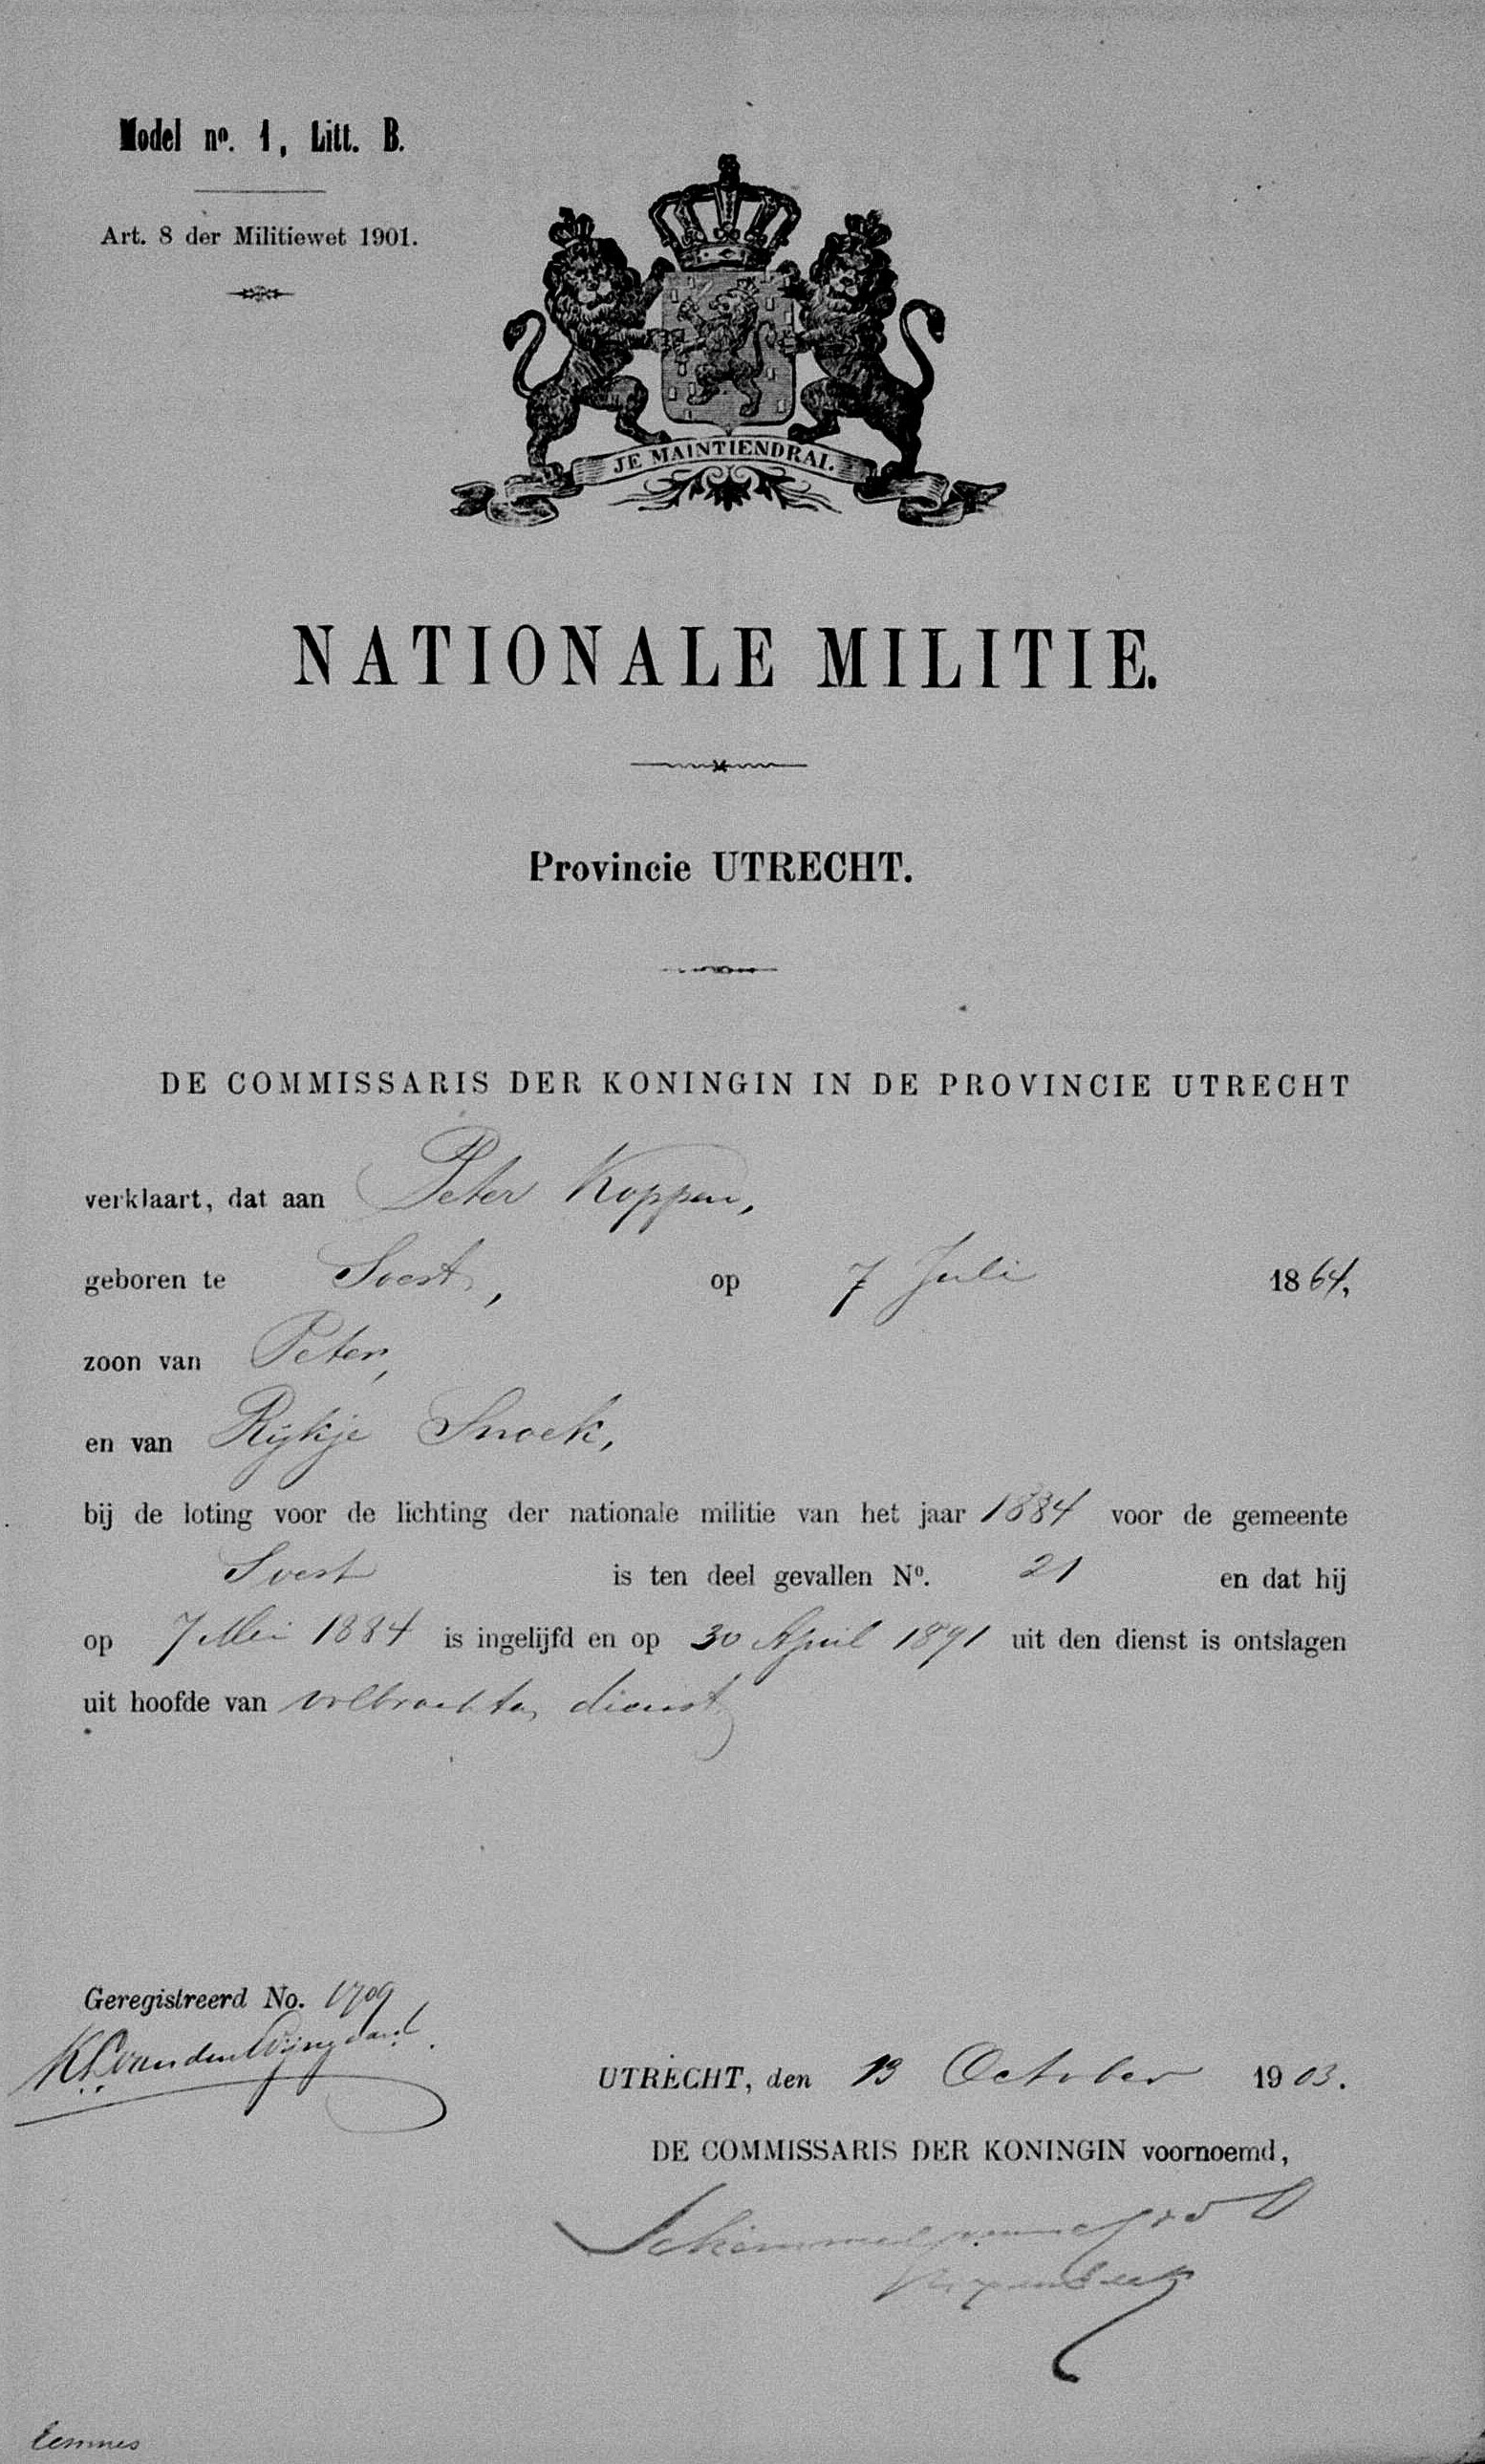 Model nº. 1, Litt. B.
Art. 8 der Militiewet 1901.
JE MAINTIENDRAI.
NATIONALE MILITIE.
Provincie UTRECHT.
DE COMMISSARIS DER KONINGIN IN DE PROVINCIE UTRECHT
verklaart, dat aan Peter Koppen,
geboren te Soest, op 7 Juli 1864,
zoon van Peter,
en van Rijkje Snoek,
bij de loting voor de lichting der nationale militie van het jaar 1884 voor de gemeente
Soest is ten deel gevallen Nº. 21 en dat hij
op 7 Mei 1884 is ingelijfd en op 30 April 1891 uit den dienst is ontslagen
uit hoofde van volbrachten dienst
Geregistreerd No. 1709
UTRECHT, den 13 October 1903.
DE COMMISSARIS DER KONINGIN voornoemd,
Schimmelpenninck
Eemnes